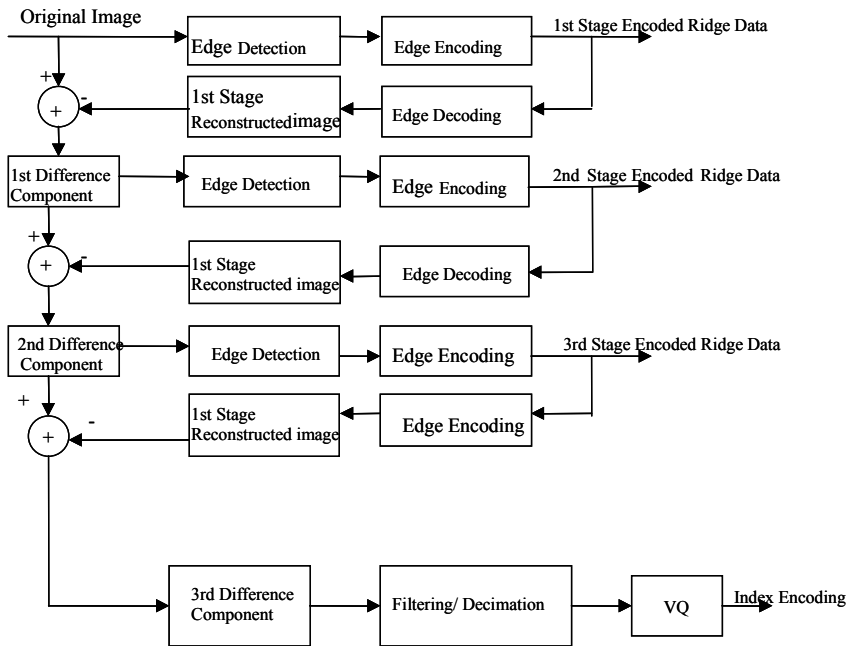 Original Image
Edge Detection
Edge Encoding
1st Stage Encoded Ridge Data
+
-
+
1st Stage
Reconstructed image
Edge Decoding
1st Difference
Component
Edge Detection
Edge Encoding
2nd Stage Encoded Ridge Data
+
-
+
1st Stage
Reconstructed image
Edge Decoding
2nd Difference
Component
Edge Detection
Edge Encoding
3rd Stage Encoded Ridge Data
+
-
+
1st Stage
Reconstructed image
Edge Encoding
3rd Difference
Component
Filtering/ Decimation
VQ
Index Encoding